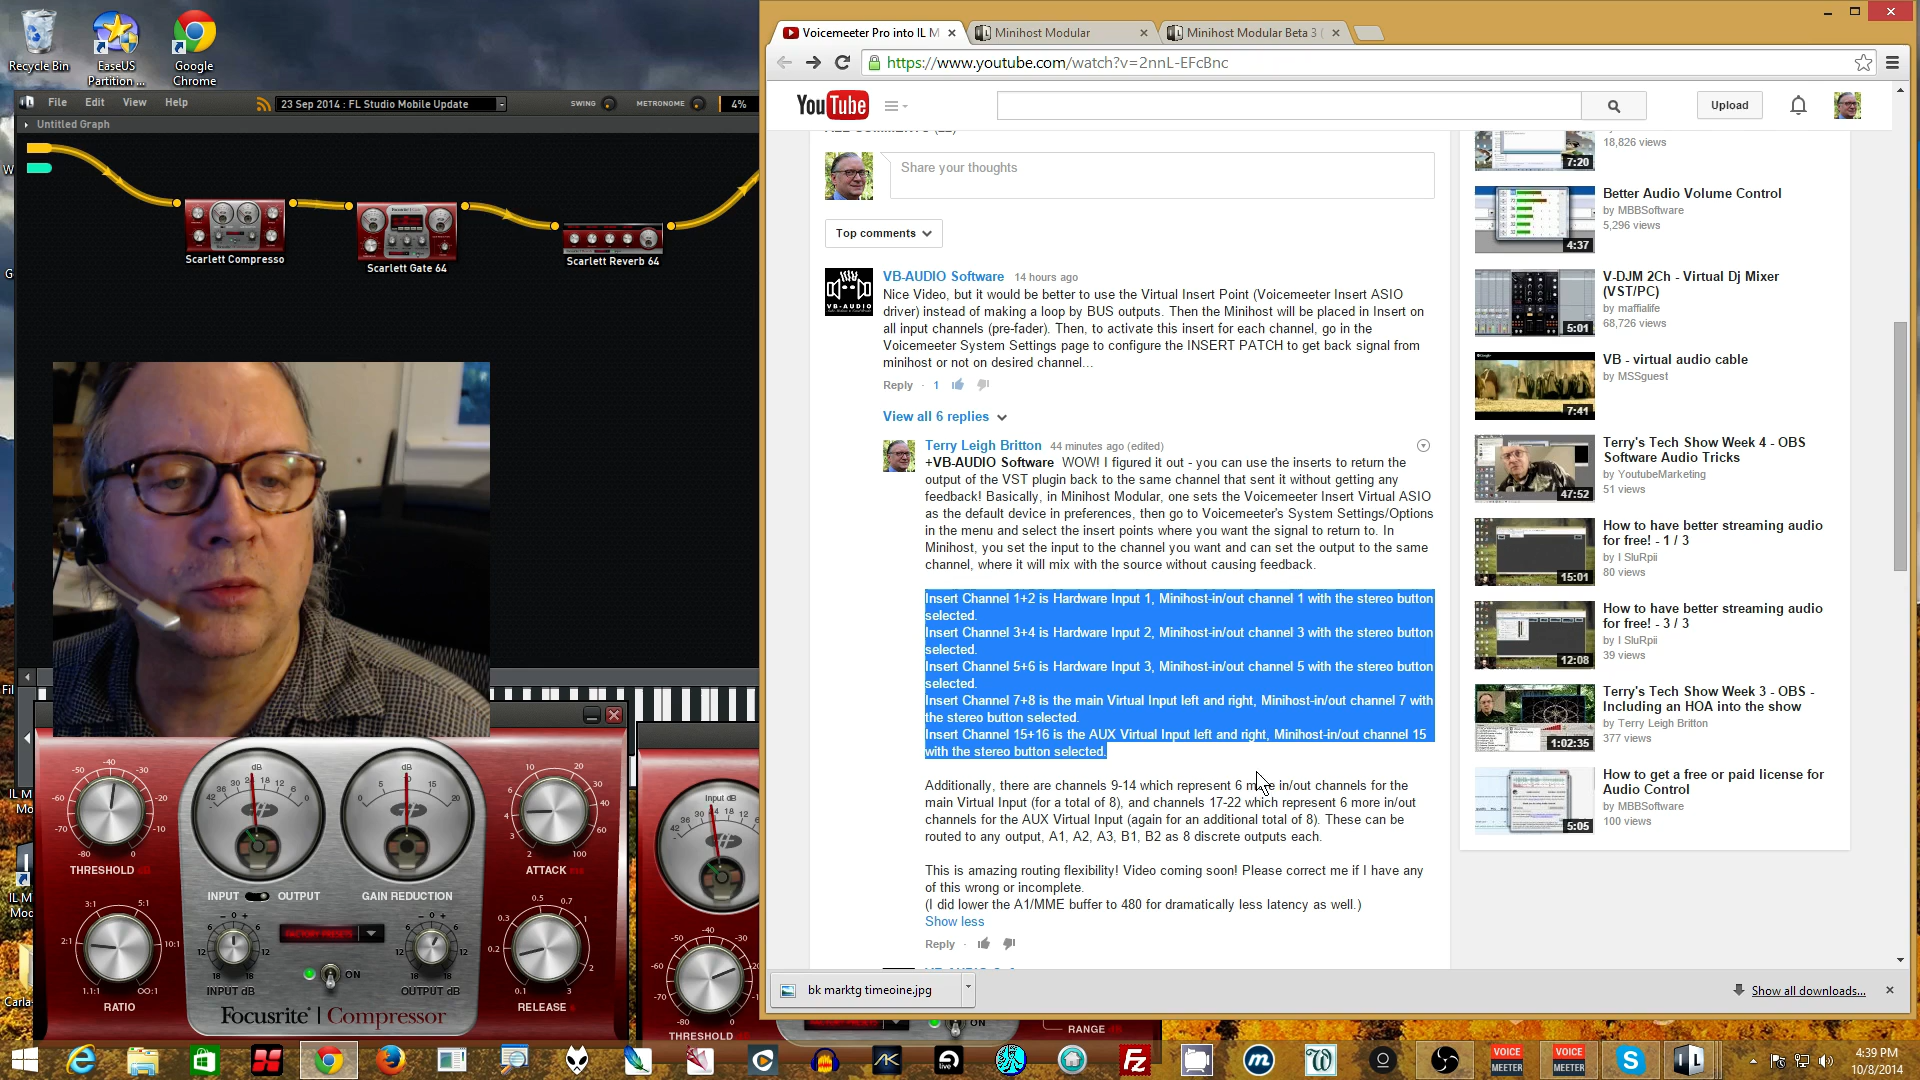 Recycle Bin
EaseUS
Partition ...
Google
Chrome
File Edit View Help
23 Sep 2014 : FL Studio Mobile Update
SWING
METRONOME
4%
Untitled Graph
Scarlett Compresso
Scarlett Gate 64
Scarlett Reverb 64
Voicemeeter Pro into IL M
Minihost Modular
Minihost Modular Beta 3 (
https://www.youtube.com/watch?v=2nnL-EFcBnc
YouTube
Upload
Share your thoughts
Top comments
VB-AUDIO Software 14 hours ago
Nice Video, but it would be better to use the Virtual Insert Point (Voicemeeter Insert ASIO
driver) instead of making a loop by BUS outputs. Then the Minihost will be placed in Insert on
all input channels (pre-fader). Then, to activate this insert for each channel, go in the
Voicemeeter System Settings page to configure the INSERT PATCH to get back signal from
minihost or not on desired channel...
Reply · 1
View all 6 replies
Terry Leigh Britton 44 minutes ago (edited)
+VB-AUDIO Software WOW! I figured it out - you can use the inserts to return the
output of the VST plugin back to the same channel that sent it without getting any
feedback! Basically, in Minihost Modular, one sets the Voicemeeter Insert Virtual ASIO
as the default device in preferences, then go to Voicemeeter's System Settings/Options
in the menu and select the insert points where you want the signal to return to. In
Minihost, you set the input to the channel you want and can set the output to the same
channel, where it will mix with the source without causing feedback.
Insert Channel 1+2 is Hardware Input 1, Minihost-in/out channel 1 with the stereo button
selected.
Insert Channel 3+4 is Hardware Input 2, Minihost-in/out channel 3 with the stereo button
selected.
Insert Channel 5+6 is Hardware Input 3, Minihost-in/out channel 5 with the stereo button
selected.
Insert Channel 7+8 is the main Virtual Input left and right, Minihost-in/out channel 7 with
the stereo button selected.
Insert Channel 15+16 is the AUX Virtual Input left and right, Minihost-in/out channel 15
with the stereo button selected.
Additionally, there are channels 9-14 which represent 6 more in/out channels for the
main Virtual Input (for a total of 8), and channels 17-22 which represent 6 more in/out
channels for the AUX Virtual Input (again for an additional total of 8). These can be
routed to any output, A1, A2, A3, B1, B2 as 8 discrete outputs each.
This is amazing routing flexibility! Video coming soon! Please correct me if I have any
of this wrong or incomplete.
(I did lower the A1/MME buffer to 480 for dramatically less latency as well.)
Show less
Reply ·
18,826 views
7:20
Better Audio Volume Control
by MBBSoftware
5,296 views
4:37
V-DJM 2Ch - Virtual Dj Mixer
(VST/PC)
by maffialife
68,726 views
5:01
VB - virtual audio cable
by MSSguest
7:41
Terry's Tech Show Week 4 - OBS
Software Audio Tricks
by YoutubeMarketing
51 views
47:52
How to have better streaming audio
for free! - 1 / 3
by I SluRpii
80 views
15:01
How to have better streaming audio
for free! - 3 / 3
by I SluRpii
39 views
12:08
Terry's Tech Show Week 3 - OBS -
Including an HOA into the show
by Terry Leigh Britton
377 views
1:02:35
How to get a free or paid license for
Audio Control
by MBBSoftware
100 views
5:05
bk marktg timeoine.jpg
Show all downloads...
THRESHOLD dB
INPUT OUTPUT
GAIN REDUCTION
ATTACK
FACTORY PRESETS
ON
RATIO
INPUT dB
OUTPUT dB
RELEASE
Focusrite | Compressor
Input dB
THRESHOLD
ON
RANGE
VOICE MEETER
VOICE MEETER
4:39 PM
10/8/2014